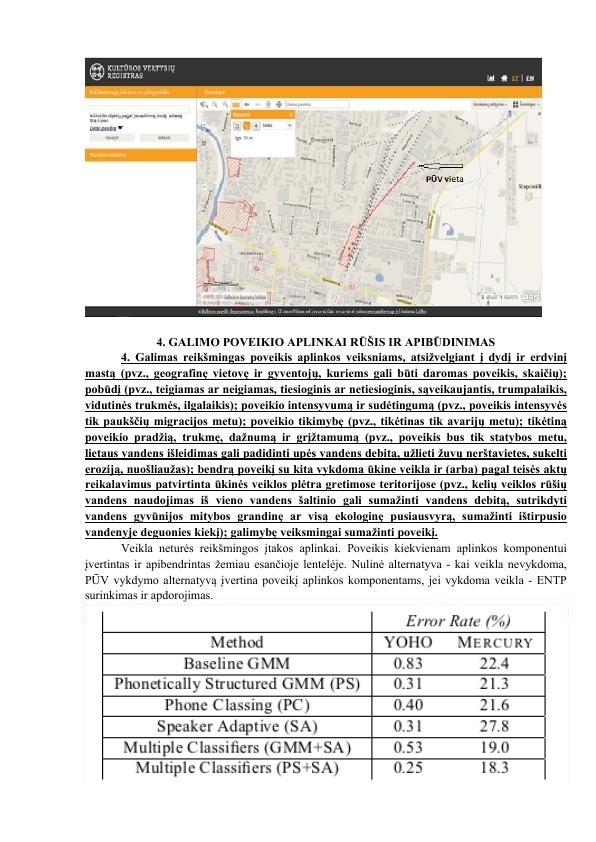 KULTŪROS VERTYBIŲ
REGISTRAS
LT | EN
PŪV vieta
esri
4. GALIMO POVEIKIO APLINKAI RŪŠIS IR APIBŪDINIMAS
4. Galimas reikšmingas poveikis aplinkos veiksniams, atsižvelgiant į dydį ir erdvinį
mastą (pvz., geografinę vietovę ir gyventojų, kuriems gali būti daromas poveikis, skaičių);
pobūdį (pvz., teigiamas ar neigiamas, tiesioginis ar netiesioginis, sąveikaujantis, trumpalaikis,
vidutinės trukmės, ilgalaikis); poveikio intensyvumą ir sudėtingumą (pvz., poveikis intensyvės
tik paukščių migracijos metu); poveikio tikimybę (pvz., tikėtinas tik avarijų metu); tikėtiną
poveikio pradžią, trukmę, dažnumą ir grįžtamumą (pvz., poveikis bus tik statybos metu,
lietaus vandens išleidimas gali padidinti upės vandens debitą, užlieti žuvų nerštavietes, sukelti
eroziją, nuošliaužas); bendrą poveikį su kita vykdoma ūkine veikla ir (arba) pagal teisės aktų
reikalavimus patvirtinta ūkinės veiklos plėtra gretimose teritorijose (pvz., kelių veiklos rūšių
vandens naudojimas iš vieno vandens šaltinio gali sumažinti vandens debitą, sutrikdyti
vandens gyvūnijos mitybos grandinę ar visą ekologinę pusiausvyrą, sumažinti ištirpusio
vandenyje deguonies kiekį); galimybę veiksmingai sumažinti poveikį.
Veikla neturės reikšmingos įtakos aplinkai. Poveikis kiekvienam aplinkos komponentui
įvertintas ir apibendrintas žemiau esančioje lentelėje. Nulinė alternatyva - kai veikla nevykdoma,
PŪV vykdymo alternatyvą įvertina poveikį aplinkos komponentams, jei vykdoma veikla - ENTP
surinkimas ir apdorojimas.
Error Rate (%)
Method YOHO MERCURY
Baseline GMM 0.83 22.4
Phonetically Structured GMM (PS) 0.31 21.3
Phone Classing (PC) 0.40 21.6
Speaker Adaptive (SA) 0.31 27.8
Multiple Classifiers (GMM+SA) 0.53 19.0
Multiple Classifiers (PS+SA) 0.25 18.3